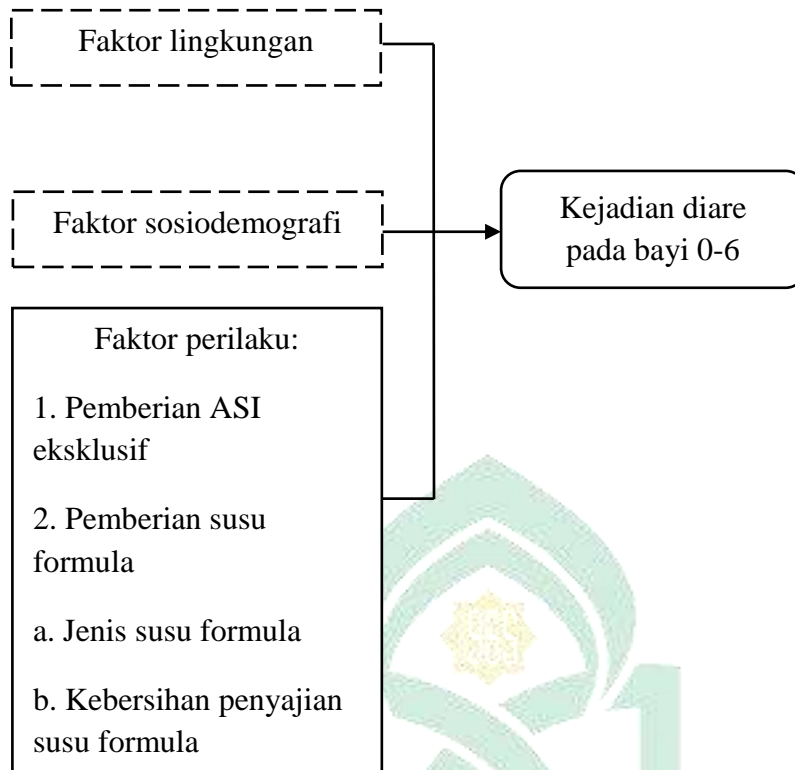 Faktor lingkungan
Faktor sosiodemografi
Kejadian diare
pada bayi 0-6
Faktor perilaku:
1. Pemberian ASI
eksklusif
2. Pemberian susu
formula
a. Jenis susu formula
b. Kebersihan penyajian
susu formula